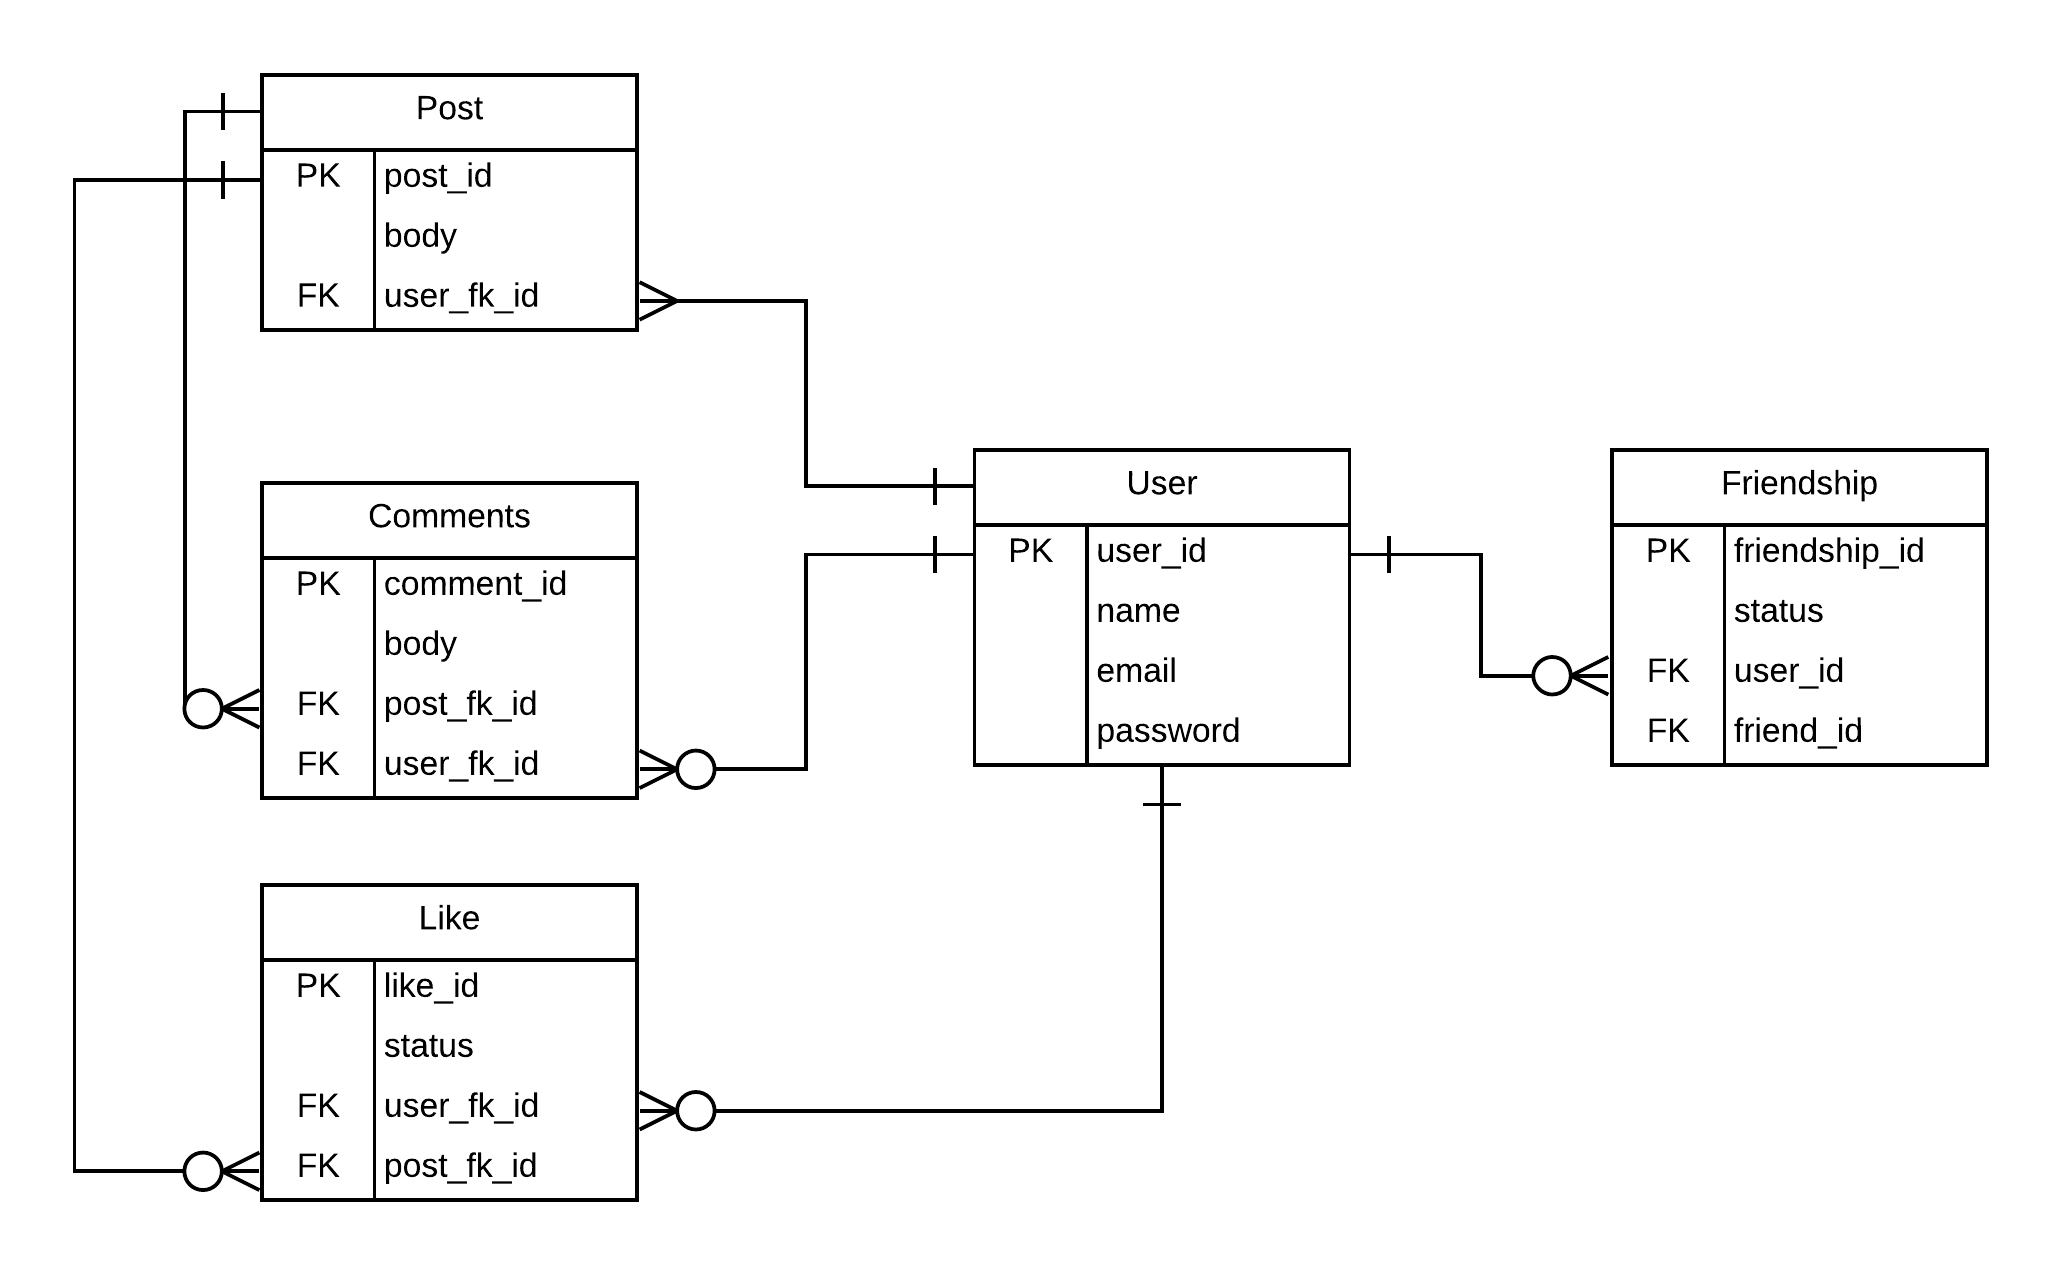 Post
PK post_id
body
FK user_fk_id
Comments
PK comment_id
body
FK post_fk_id
FK user_fk_id
Like
PK like_id
status
FK user_fk_id
FK post_fk_id
User
PK user_id
name
email
password
Friendship
PK friendship_id
status
FK user_id
FK friend_id